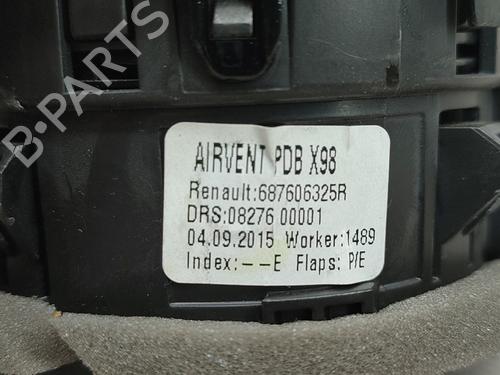 B-PARTS
AIRVENT PDB X98
Renault:687606325R
DRS:08276 00001
04.09.2015 Worker:1489
Index:--E Flaps: P/E